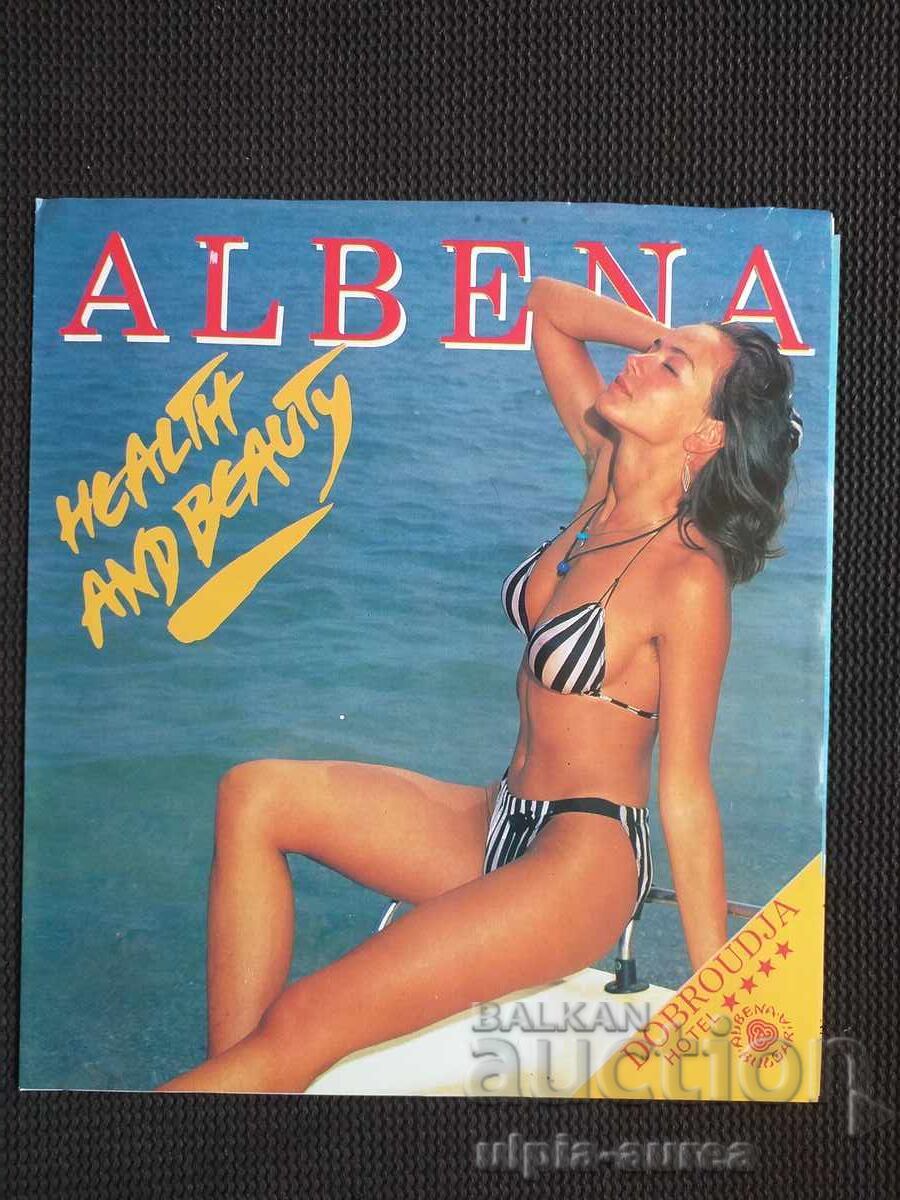 ALBENA
HEALTH
AND BEAUTY
DOBROUDJA
HOTEL ★★★★
ALBENA
BULGARIA
BALKAN
auction
ulpia-aurea